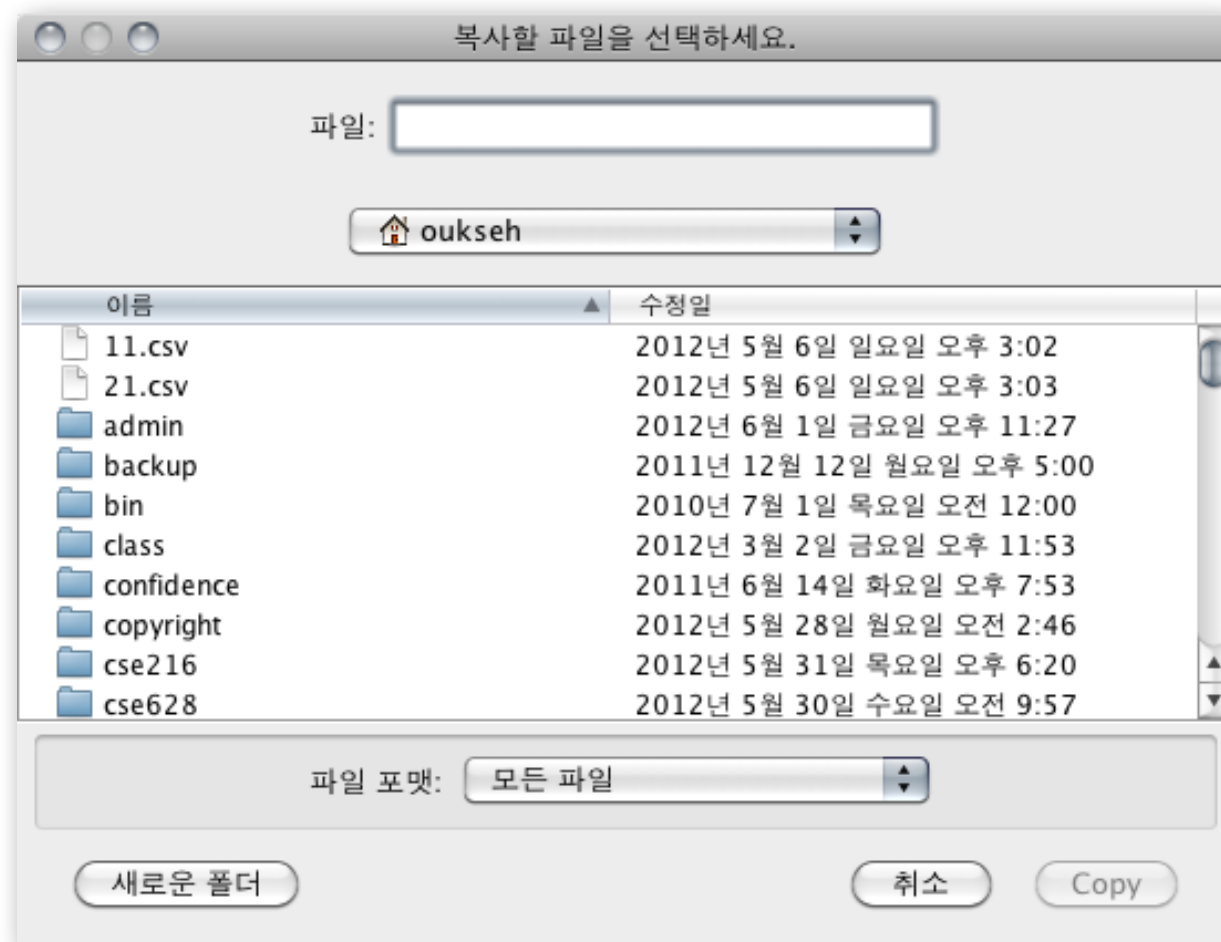 복사할 파일을 선택하세요.
파일:
oukseh
이름 수정일
11.csv 2012년 5월 6일 일요일 오후 3:02
21.csv 2012년 5월 6일 일요일 오후 3:03
admin 2012년 6월 1일 금요일 오후 11:27
backup 2011년 12월 12일 월요일 오후 5:00
bin 2010년 7월 1일 목요일 오전 12:00
class 2012년 3월 2일 금요일 오후 11:53
confidence 2011년 6월 14일 화요일 오후 7:53
copyright 2012년 5월 28일 월요일 오전 2:46
cse216 2012년 5월 31일 목요일 오후 6:20
cse628 2012년 5월 30일 수요일 오전 9:57
파일 포맷: 모든 파일
새로운 폴더 취소 Copy